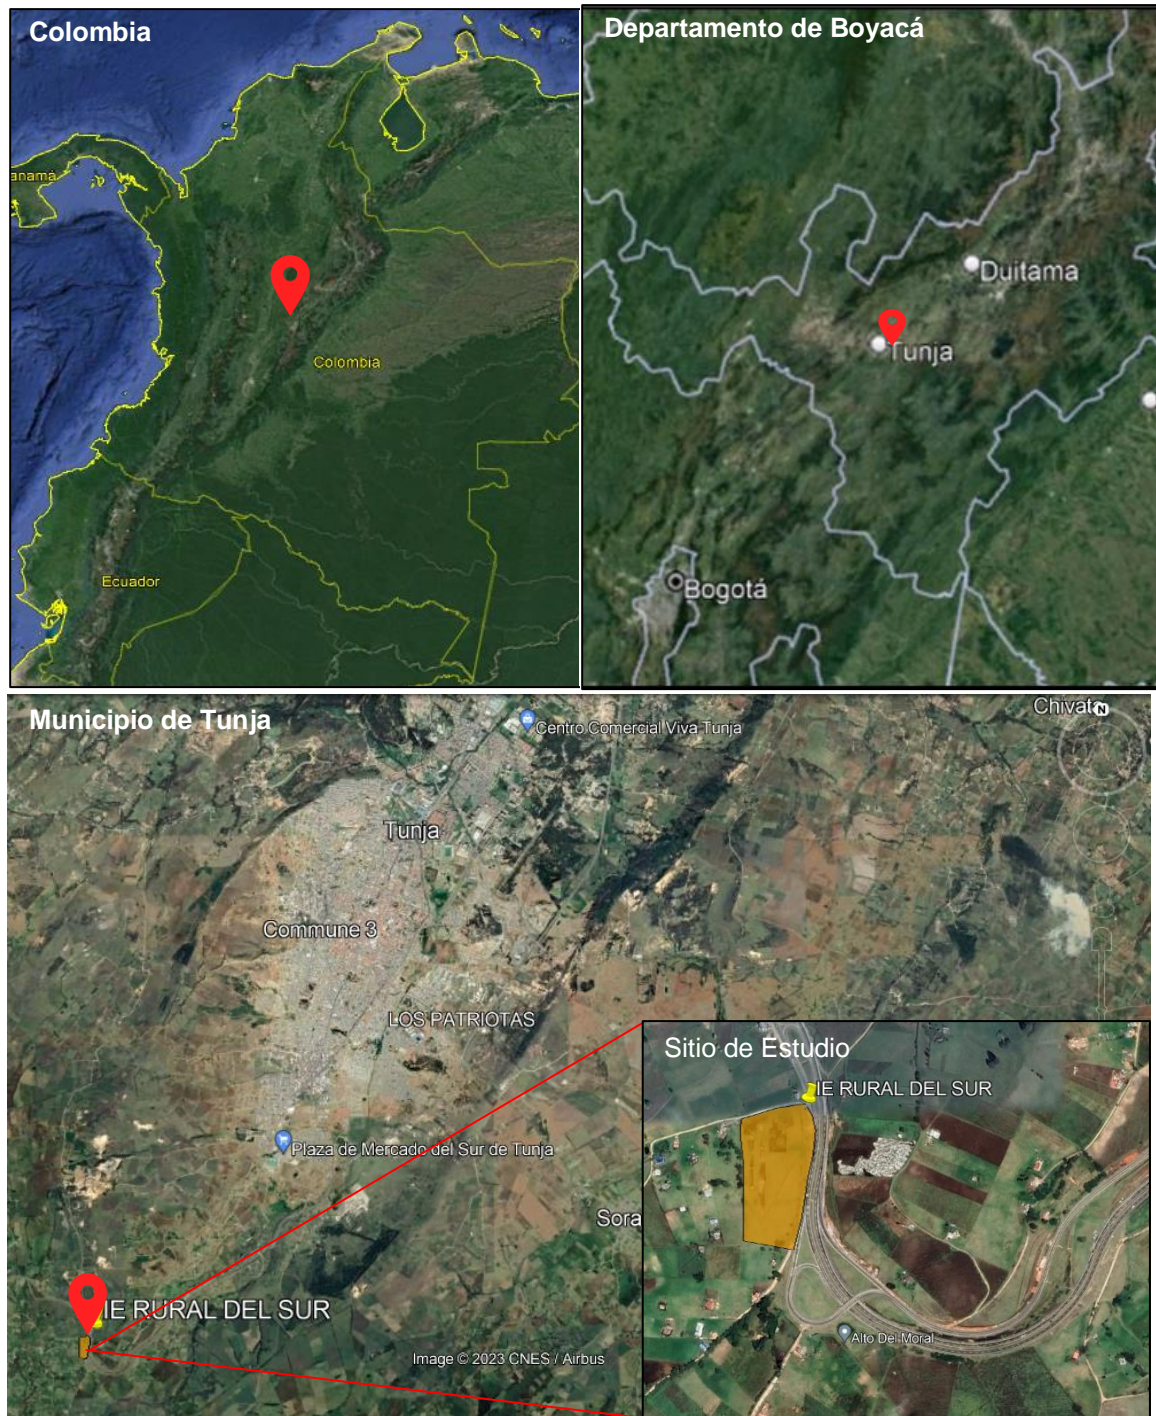 Colombia
anamá
Colombia
Ecuador
Departamento de Boyacá
Duitama
Tunja
Bogotá
Municipio de Tunja
Chivata
N
Centro Comercial Viva Tunja
Tunja
Commune 3
LOS PATRIOTAS
Plaza de Mercado del Sur de Tunja
Sora
IE RURAL DEL SUR
Image © 2023 CNES / Airbus
Sitio de Estudio
IE RURAL DEL SUR
Alto Del Moral